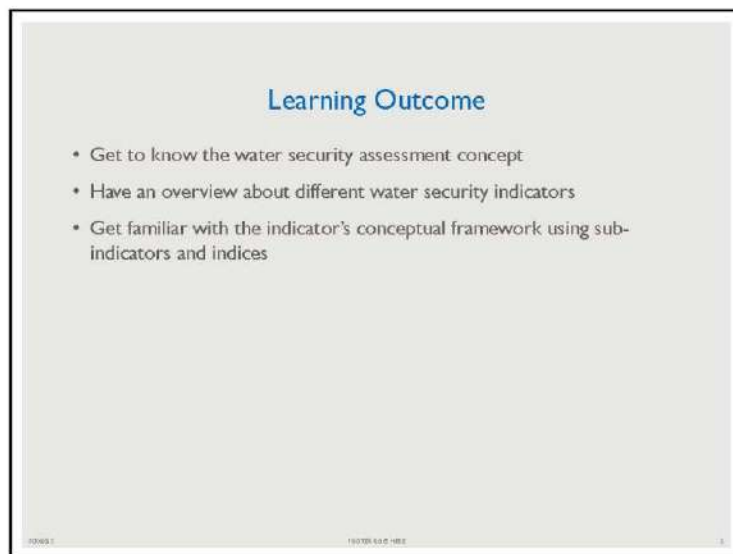 Learning Outcome
• Get to know the water security assessment concept
• Have an overview about different water security indicators
• Get familiar with the indicator's conceptual framework using sub-
indicators and indices